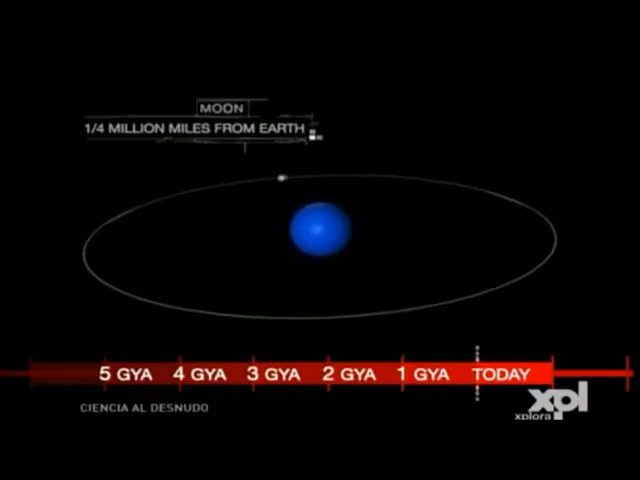 MOON
1/4 MILLION MILES FROM EARTH
5 GYA 4 GYA 3 GYA 2 GYA 1 GYA TODAY
CIENCIA AL DESNUDO
xpl
xplora